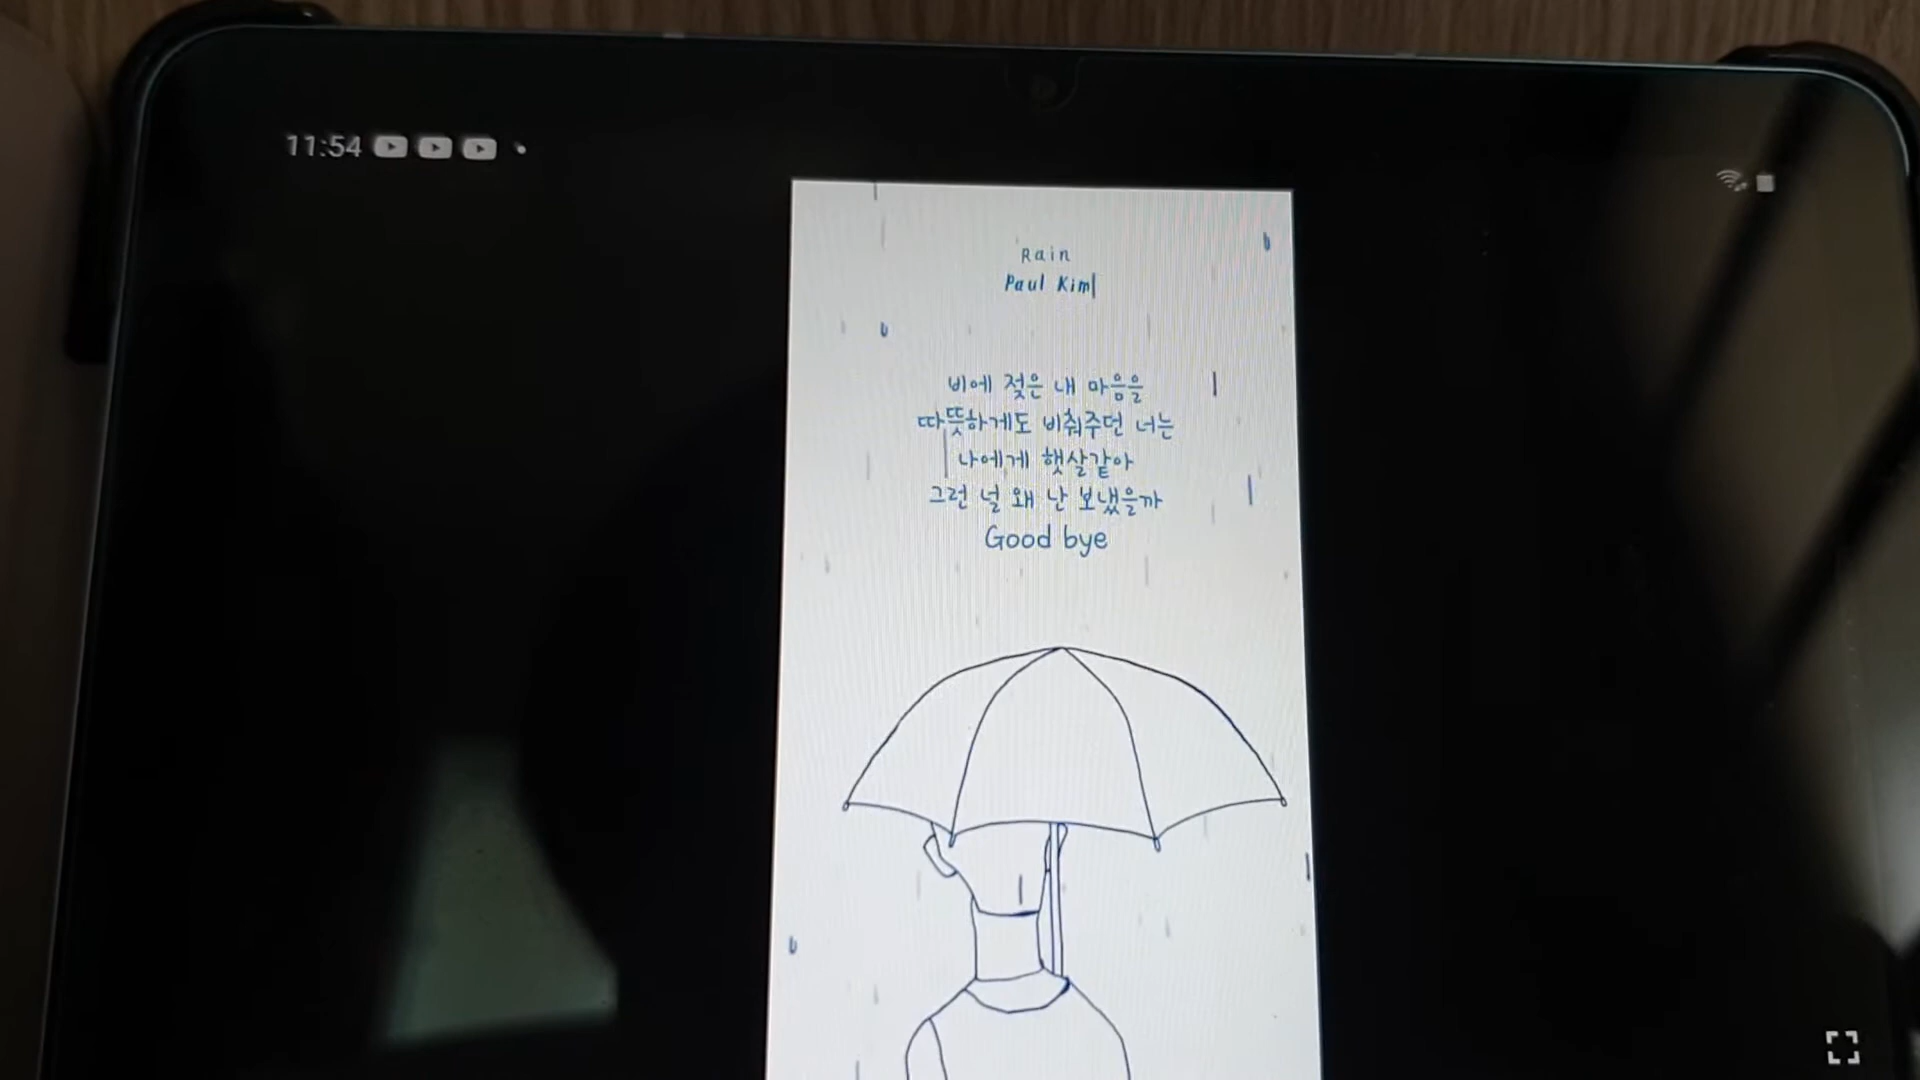 11:54
Rain
Paul Kim
비에 젖은 내 마음을
따뜻하게도 비춰주던 너는
나에게 햇살같아
그런 널 왜 난 보냈을까
Good bye